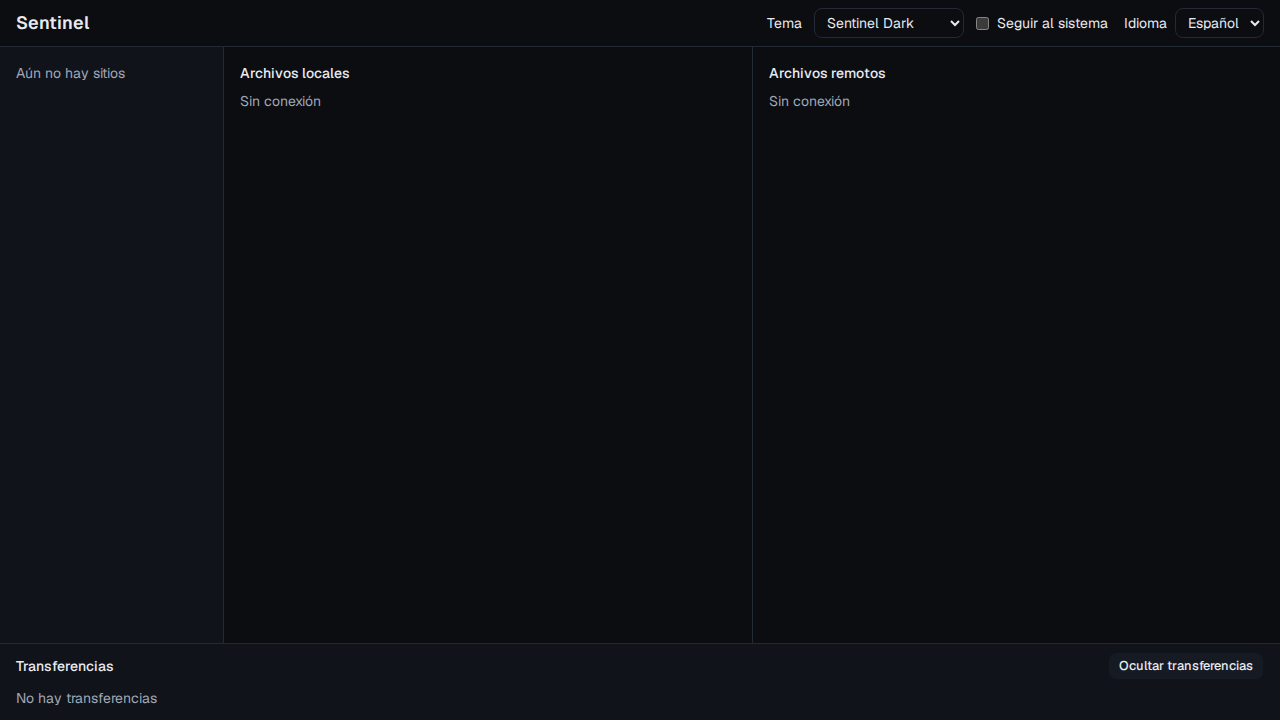 Sentinel
Tema Sentinel Dark Seguir al sistema Idioma Español
Aún no hay sitios
Archivos locales
Sin conexión
Archivos remotos
Sin conexión
Transferencias
Ocultar transferencias
No hay transferencias